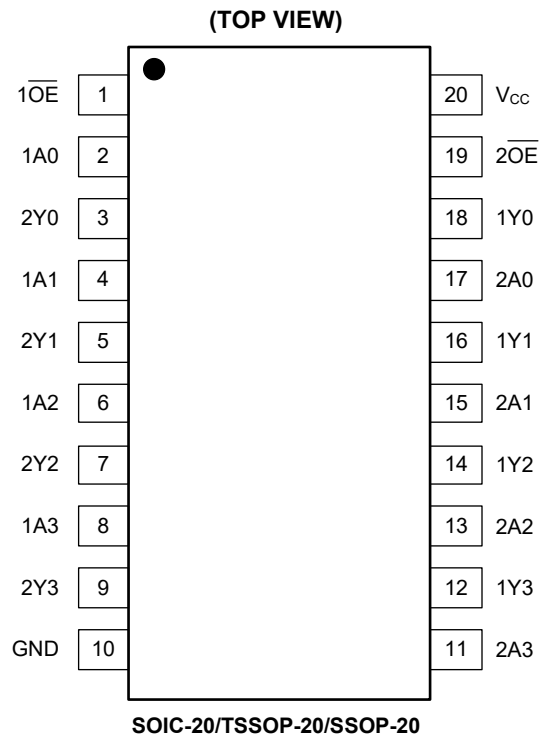 (TOP VIEW)
1O̅E̅ 1 20 VCC
1A0 2 19 2O̅E̅
2Y0 3 18 1Y0
1A1 4 17 2A0
2Y1 5 16 1Y1
1A2 6 15 2A1
2Y2 7 14 1Y2
1A3 8 13 2A2
2Y3 9 12 1Y3
GND 10 11 2A3
SOIC-20/TSSOP-20/SSOP-20